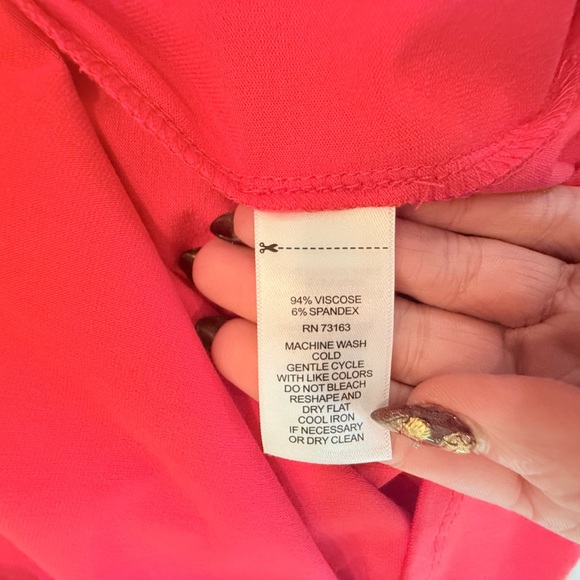 94% VISCOSE
6% SPANDEX
RN 73163
MACHINE WASH
COLD
GENTLE CYCLE
WITH LIKE COLORS
DO NOT BLEACH
RESHAPE AND
DRY FLAT
COOL IRON
IF NECESSARY
OR DRY CLEAN